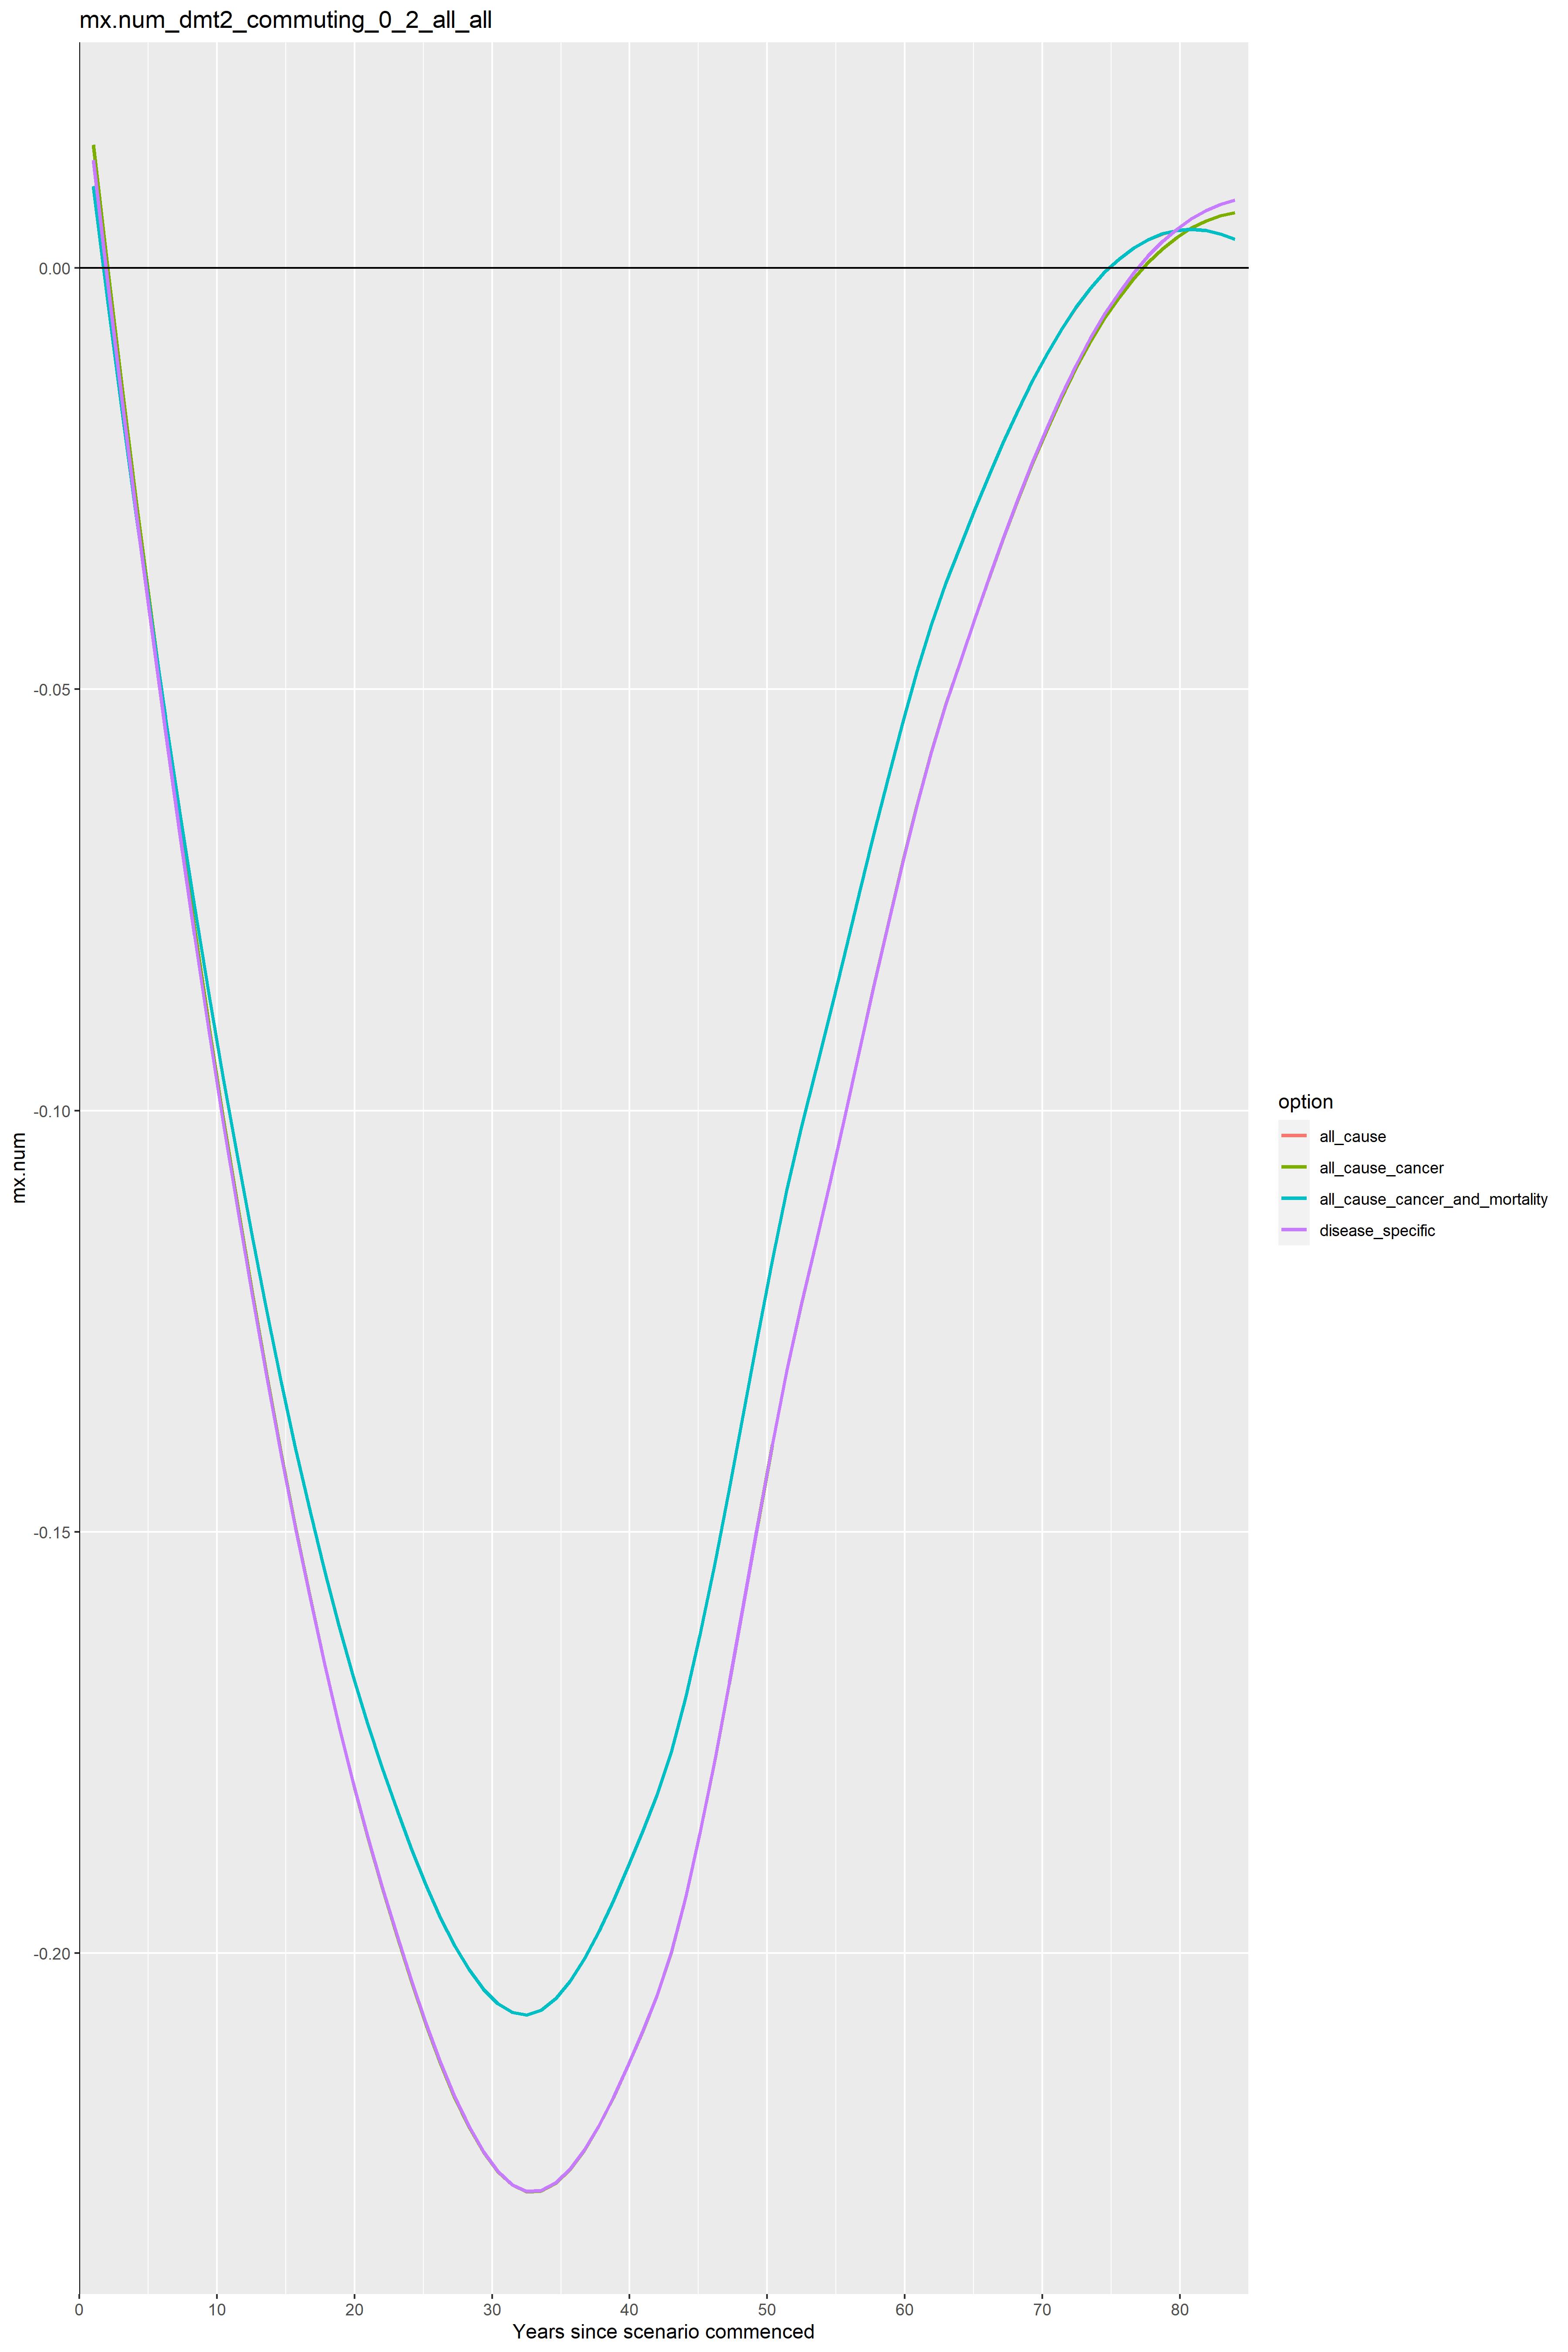 mx.num_dmt2_commuting_0_2_all_all
0.00
-0.05
-0.10
-0.15
-0.20
mx.num
0 10 20 30 40 50 60 70 80
Years since scenario commenced
option
all_cause
all_cause_cancer
all_cause_cancer_and_mortality
disease_specific